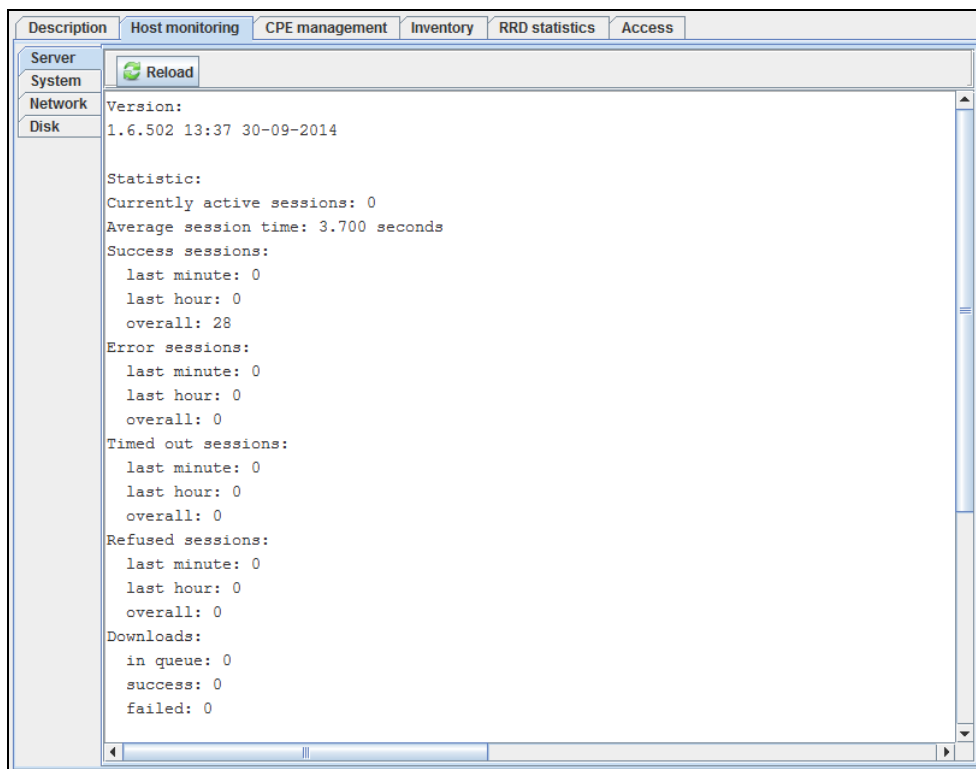 Description Host monitoring CPE management Inventory RRD statistics Access
Server
System
Network
Disk
Reload
Version:
1.6.502 13:37 30-09-2014
Statistic:
Currently active sessions: 0
Average session time: 3.700 seconds
Success sessions:
last minute: 0
last hour: 0
overall: 28
Error sessions:
last minute: 0
last hour: 0
overall: 0
Timed out sessions:
last minute: 0
last hour: 0
overall: 0
Refused sessions:
last minute: 0
last hour: 0
overall: 0
Downloads:
in queue: 0
success: 0
failed: 0